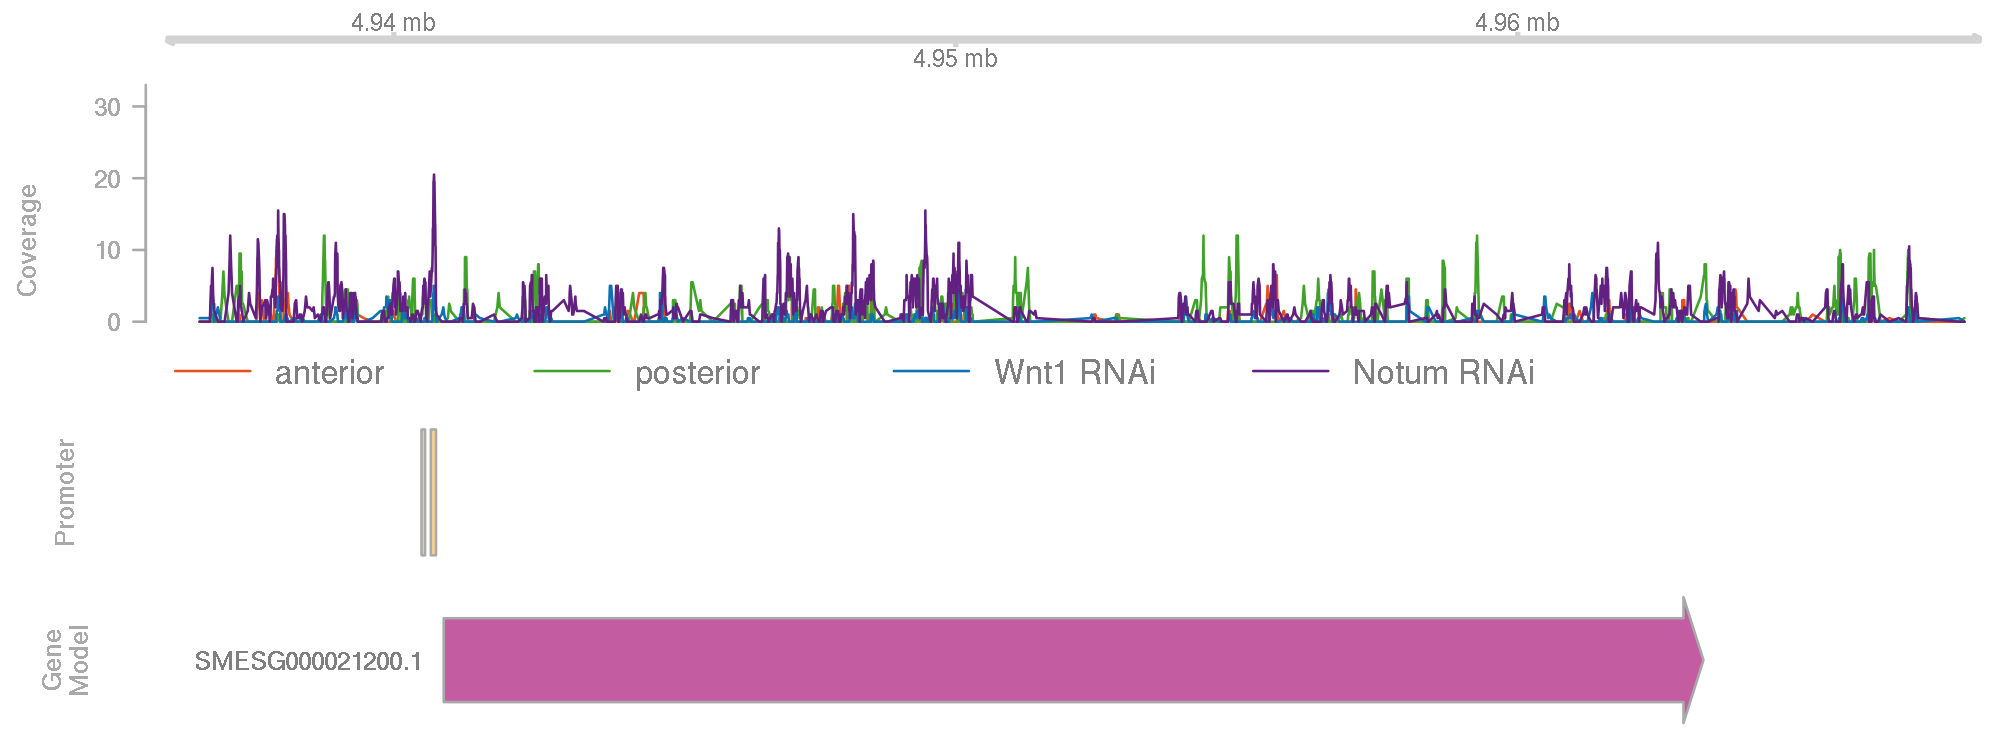 4.94 mb
4.96 mb
4.95 mb
Coverage
30
20
10
0
anterior posterior Wnt1 RNAi Notum RNAi
Promoter
Gene
Model
SMESG000021200.1